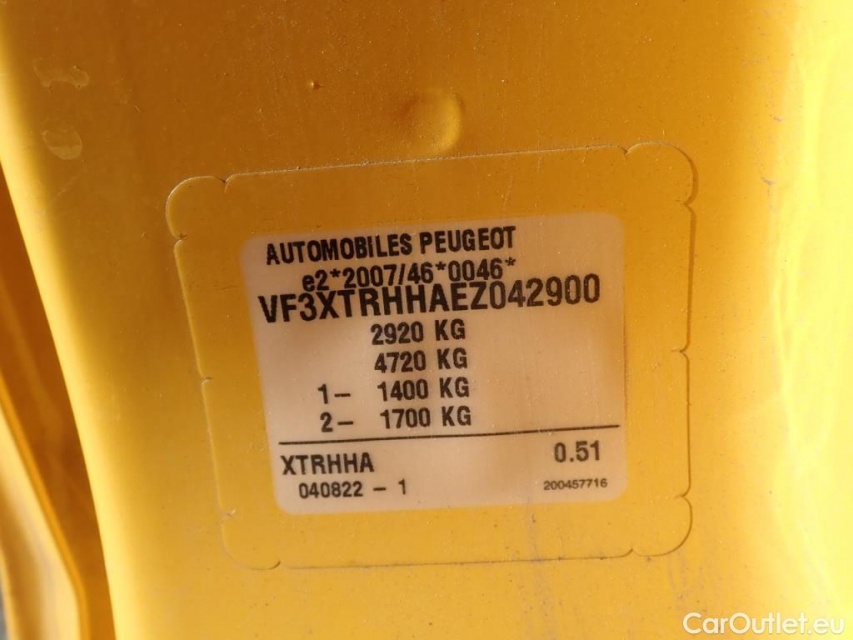 AUTOMOBILES PEUGEOT
e2*2007/46*0046*
VF3XTRHHAEZ042900
2920 KG
4720 KG
1- 1400 KG
2- 1700 KG
XTRHHA 0.51
040822 - 1 200457716
CarOutlet.eu